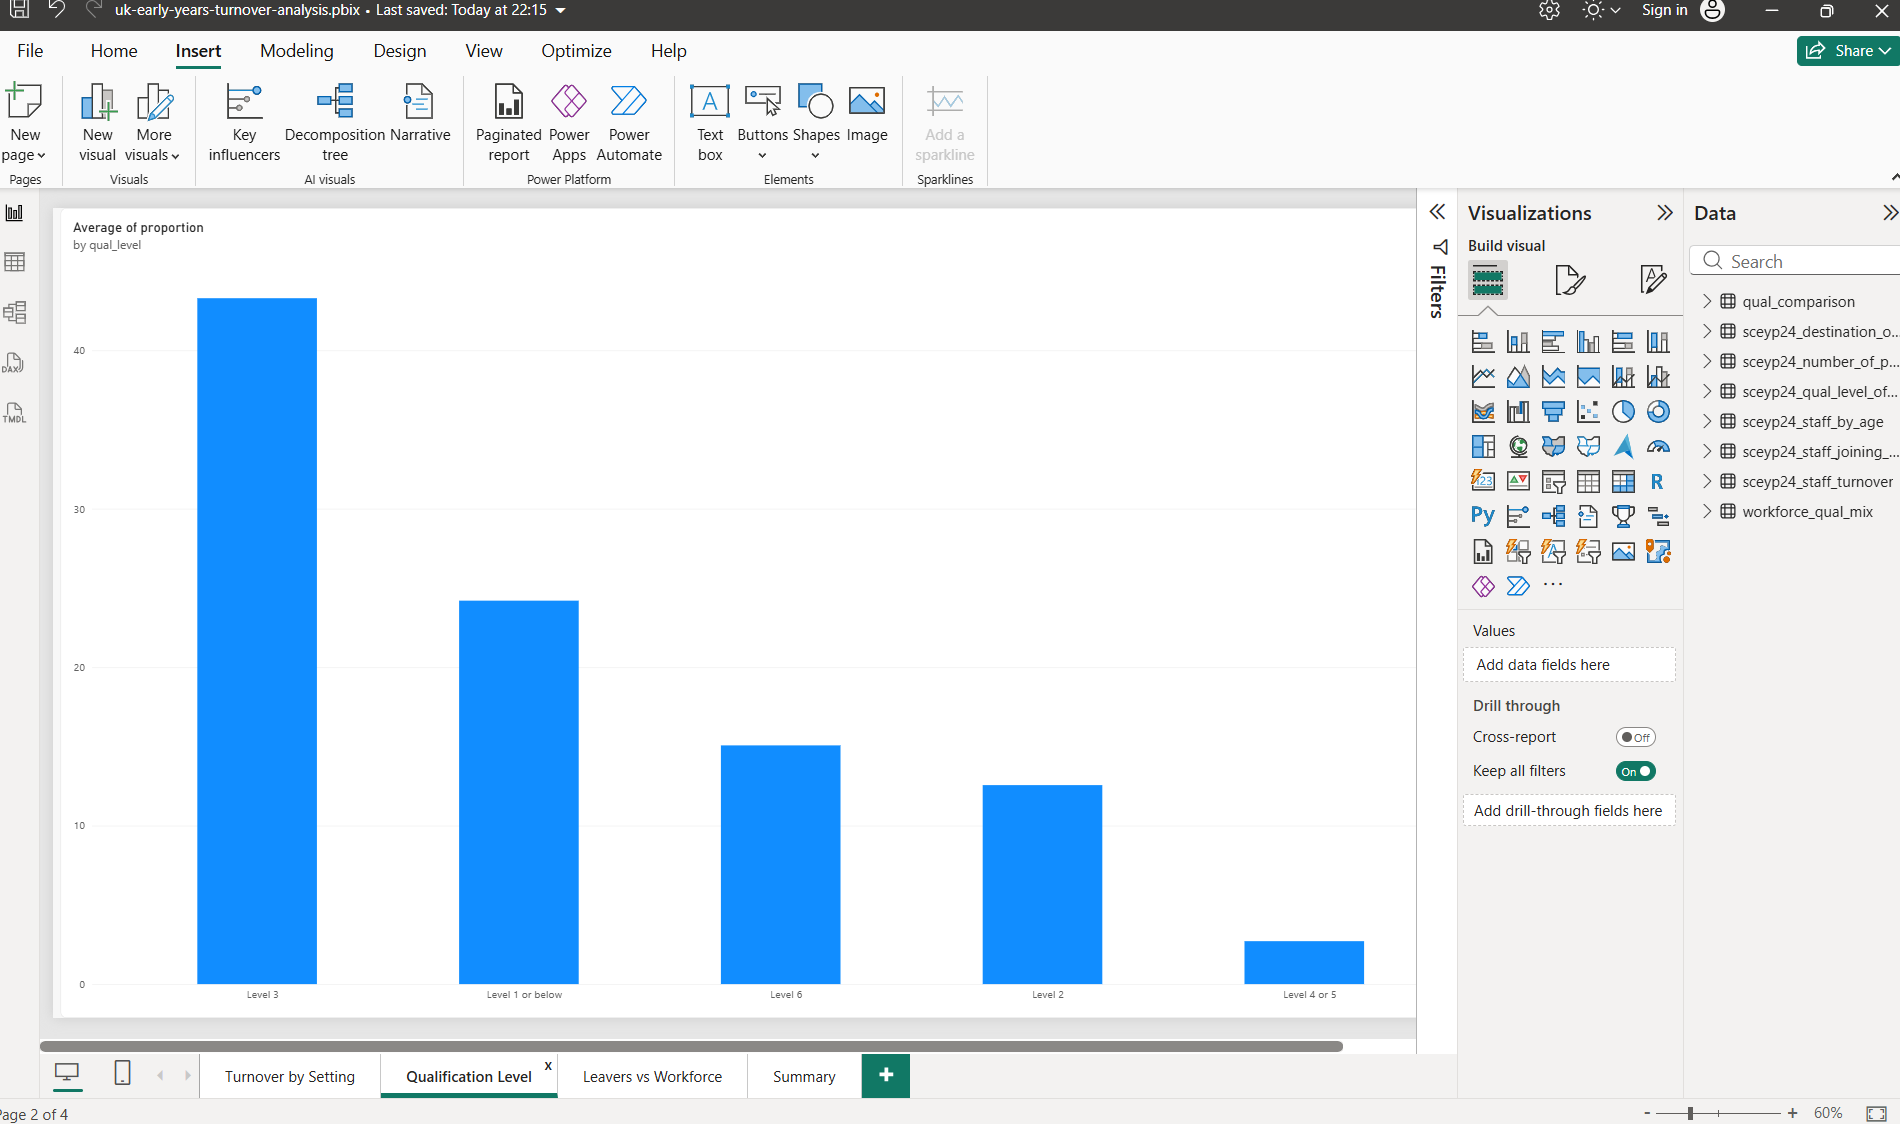 uk-early-years-turnover-analysis.pbix • Last saved: Today at 22:15
Sign in
File Home Insert Modeling Design View Optimize Help
Share
New page
New visual
More visuals
Key influencers
Decomposition tree
Narrative
Paginated report
Power Apps
Power Automate
Text box
Buttons
Shapes
Image
Add a sparkline
Pages
Visuals
AI visuals
Power Platform
Elements
Sparklines
DAX
TMDL
Average of proportion
by qual_level
40
30
20
10
0
Level 3
Level 1 or below
Level 6
Level 2
Level 4 or 5
Filters
Visualizations
Build visual
123
R
Py
Values
Add data fields here
Drill through
Cross-report
Off
Keep all filters
On
Add drill-through fields here
Data
Search
qual_comparison
sceyp24_destination_o...
sceyp24_number_of_p...
sceyp24_qual_level_of...
sceyp24_staff_by_age
sceyp24_staff_joining_...
sceyp24_staff_turnover
workforce_qual_mix
Turnover by Setting
Qualification Level
x
Leavers vs Workforce
Summary
+
Page 2 of 4
- + 60%